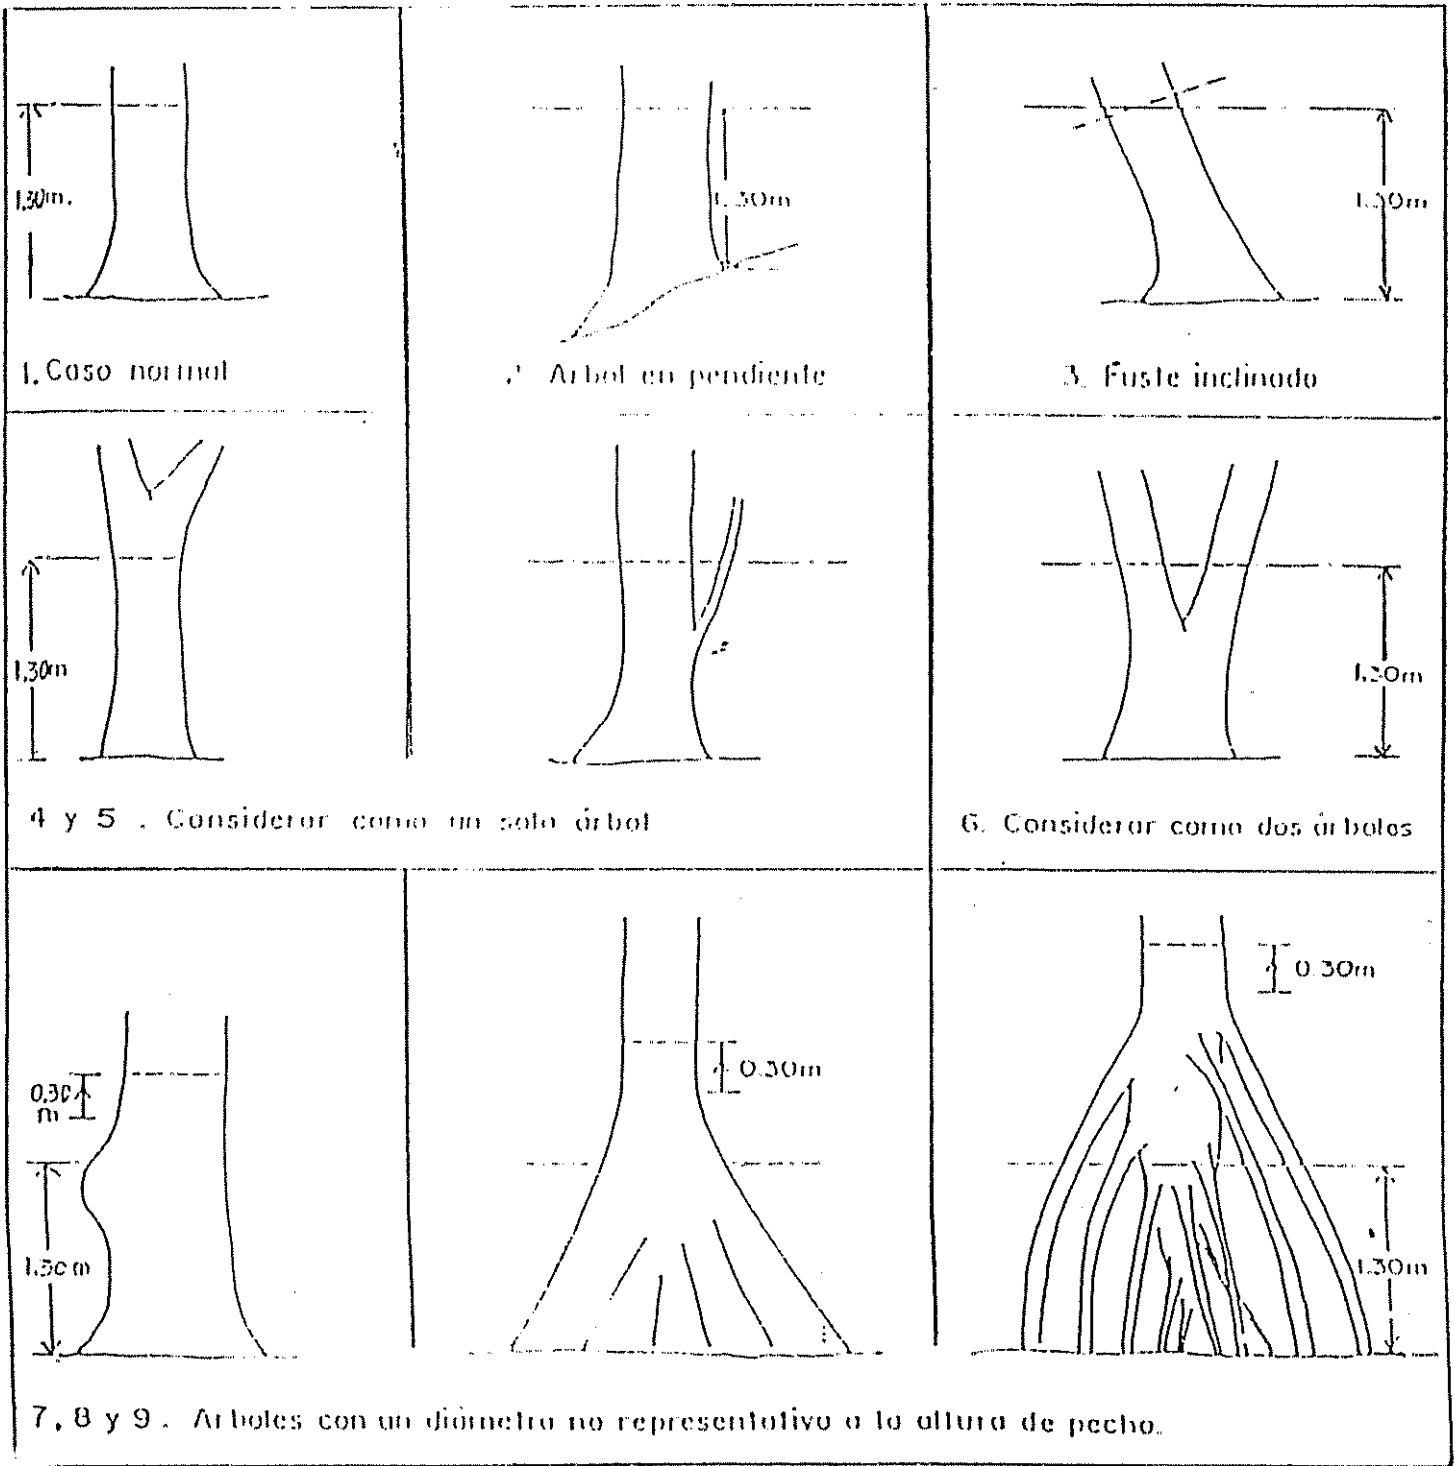 1.30m.
1.30m
1.30m
1. Caso normal
2 Arbol en pendiente
3. Fuste inclinado
1.30m
1.30m
4 y 5 . Considerar como un solo árbol
6. Considerar como dos árboles
0.30m
0.30m
0.30
m
1.30m
1.30m
7, 8 y 9 . Arboles con un diámetro no representativo a la altura de pecho.